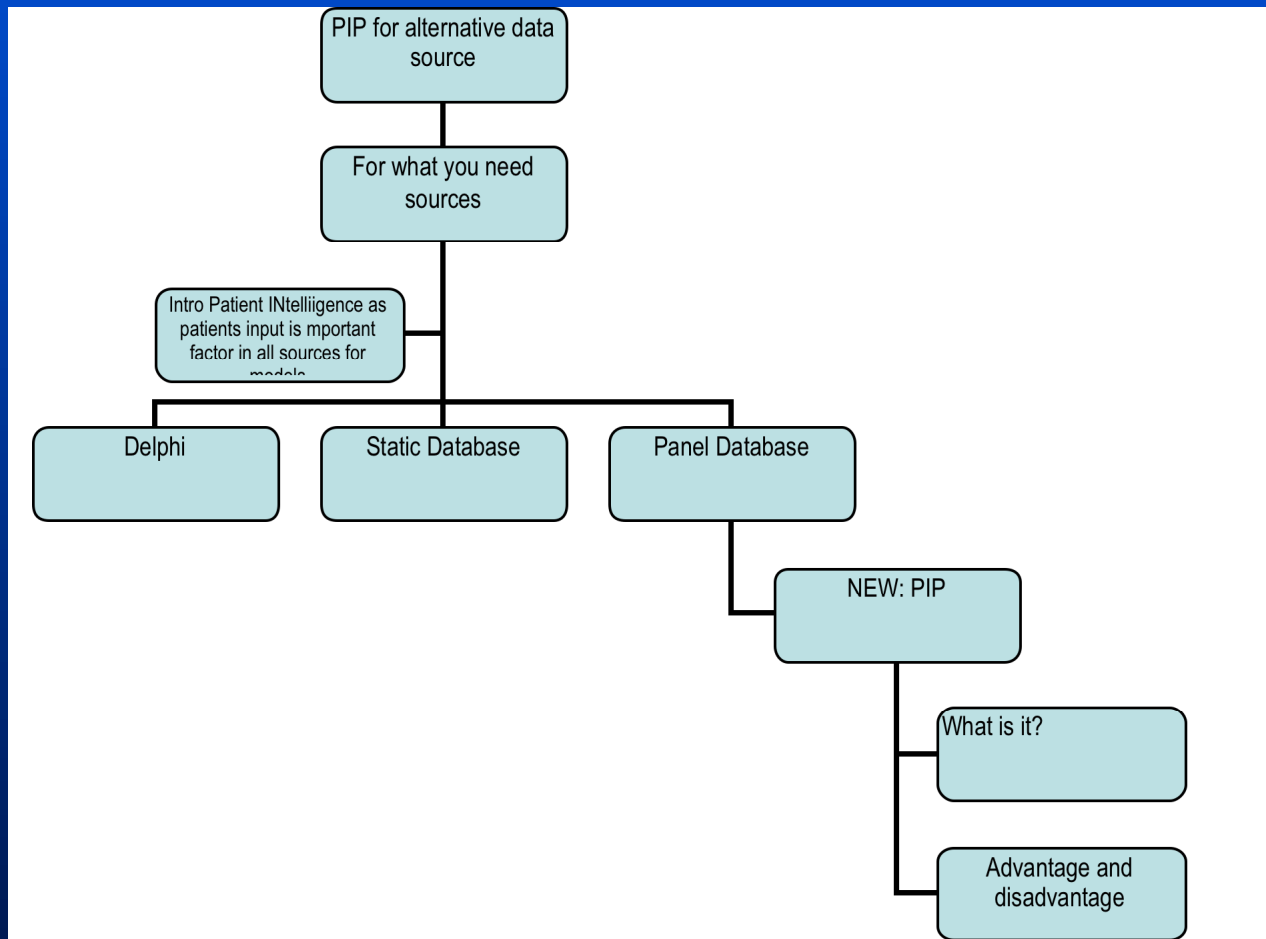 PIP for alternative data
source
For what you need
sources
Intro Patient INtelliigence as
patients input is mportant
factor in all sources for
models
Delphi
Static Database
Panel Database
NEW: PIP
What is it?
Advantage and
disadvantage